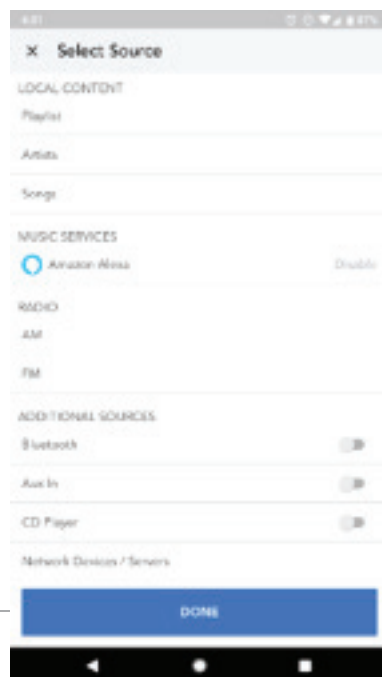 Select Source
LOCAL CONTENT
Playlist
Artists
Songs
MUSIC SERVICES
Amazon Alexa
Disable
RADIO
AM
FM
ADDITIONAL SOURCES
Bluetooth
Aux In
CD Player
Network Devices / Servers
DONE